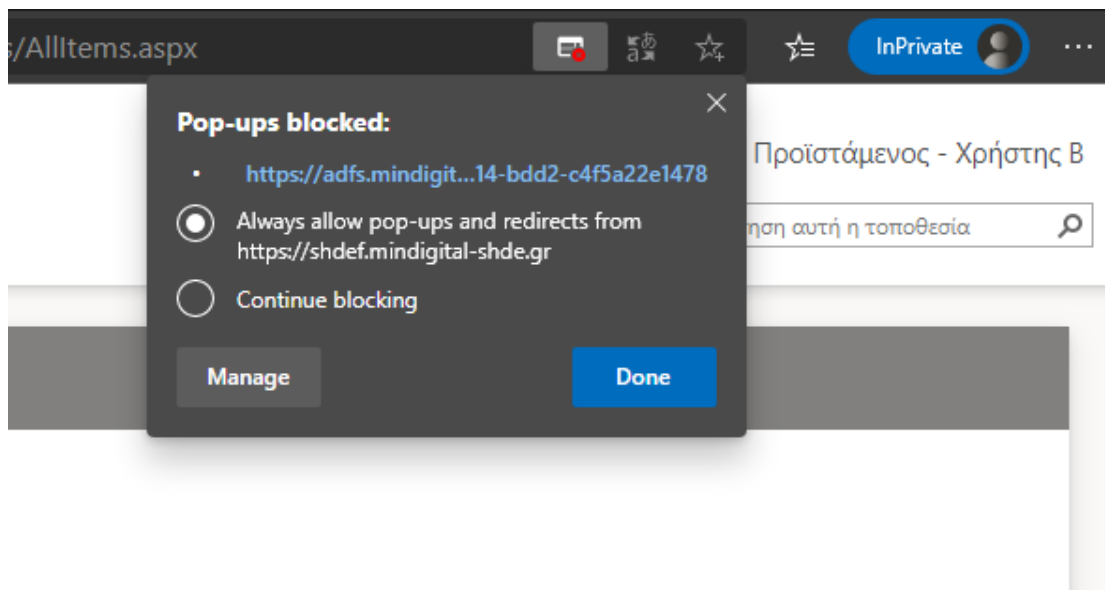 s/AllItems.aspx
InPrivate
Pop-ups blocked:
https://adfs.mindigit...14-bdd2-c4f5a22e1478
Προϊστάμενος - Χρήστης Β
Always allow pop-ups and redirects from
https://shdef.mindigital-shde.gr
ηση αυτή η τοποθεσία
Continue blocking
Manage
Done